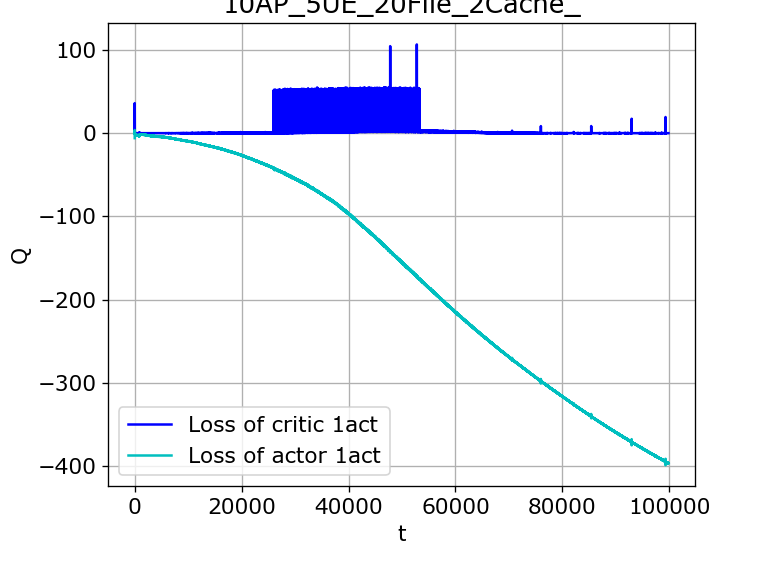 10AP_5UE_20File_2Cache_
100
0
−100
−200
−300
−400
Q
Loss of critic 1act
Loss of actor 1act
0 20000 40000 60000 80000 100000
t